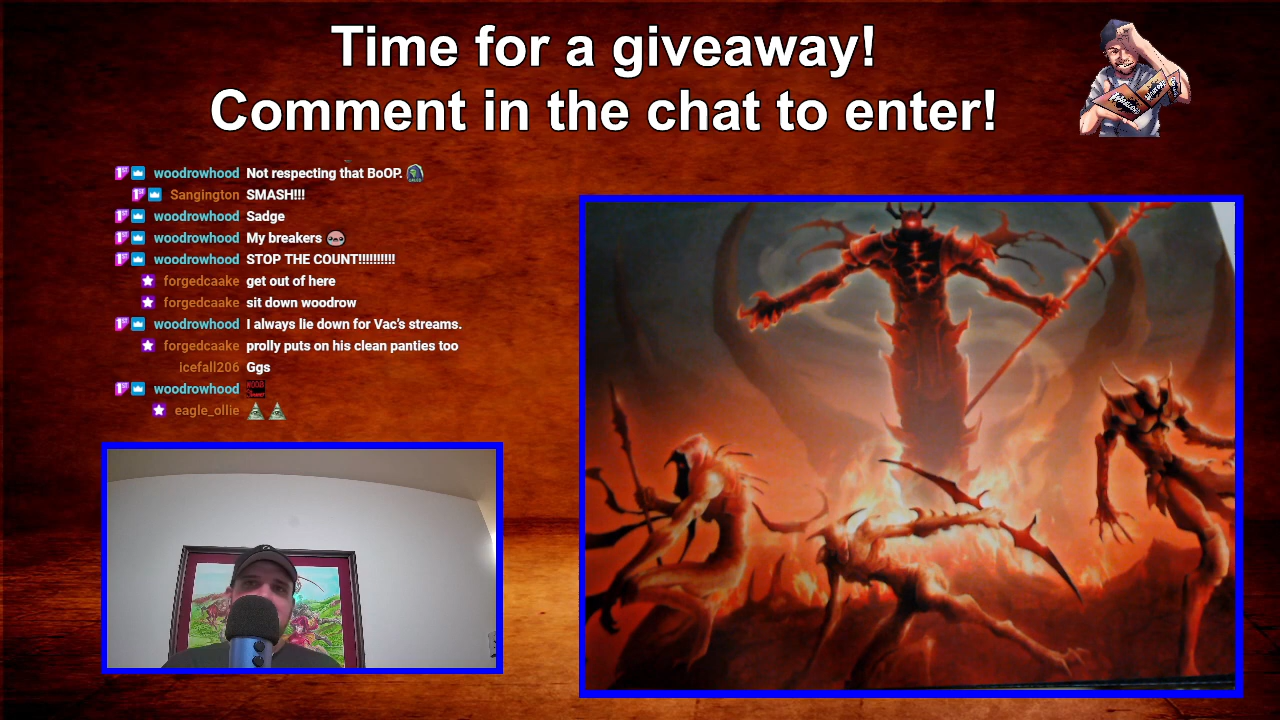 Time for a giveaway!
Comment in the chat to enter!
woodrowhood Not respecting that BoOP.
Sangington SMASH!!!
woodrowhood Sadge
woodrowhood My breakers
woodrowhood STOP THE COUNT!!!!!!!!!!
forgedcaake get out of here
forgedcaake sit down woodrow
woodrowhood I always lie down for Vac's streams.
forgedcaake prolly puts on his clean panties too
icefall206 Ggs
woodrowhood
eagle_ollie